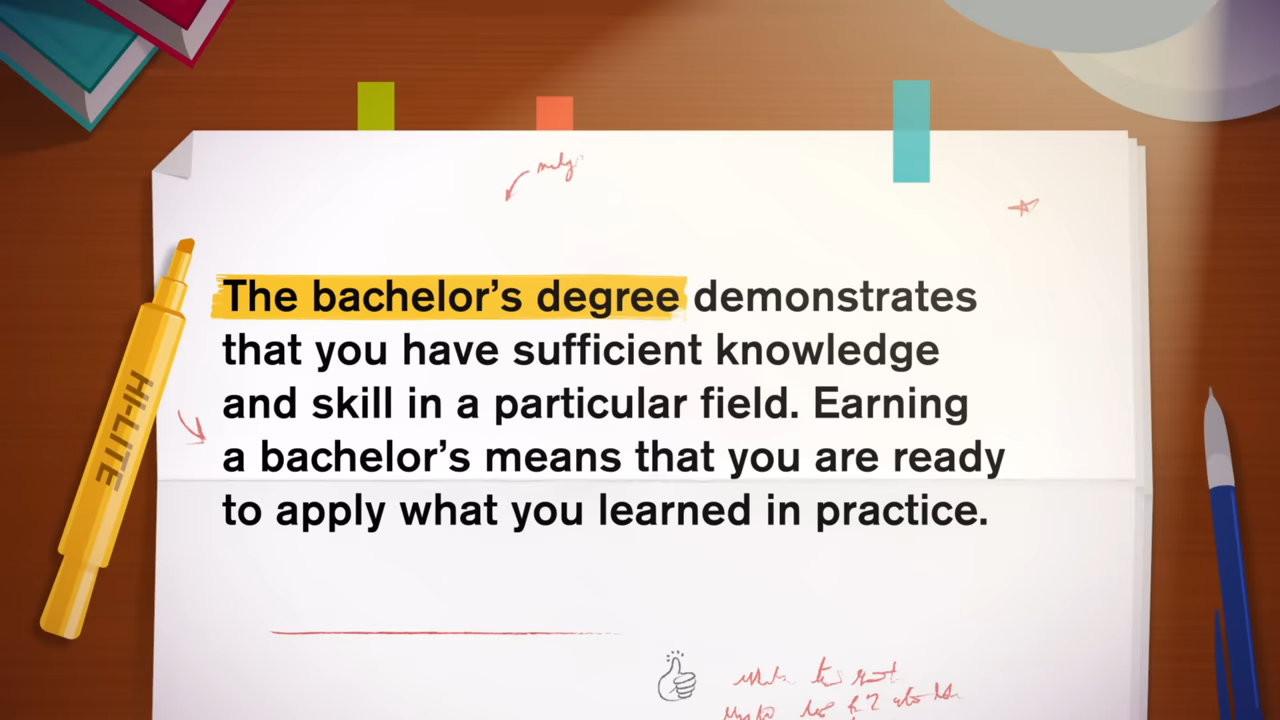 The bachelor’s degree demonstrates
that you have sufficient knowledge
and skill in a particular field. Earning
a bachelor’s means that you are ready
to apply what you learned in practice.
HI-LITE